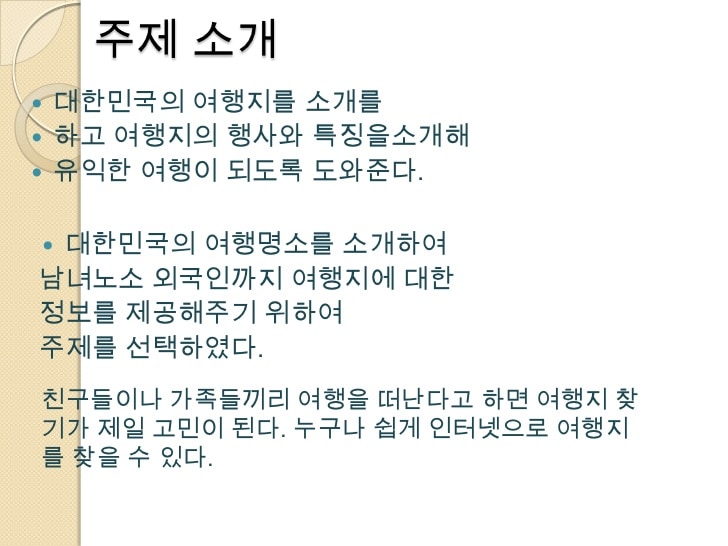 주제 소개
대한민국의 여행지를 소개를
하고 여행지의 행사와 특징을소개해
유익한 여행이 되도록 도와준다.
대한민국의 여행명소를 소개하여
남녀노소 외국인까지 여행지에 대한
정보를 제공해주기 위하여
주제를 선택하였다.
친구들이나 가족들끼리 여행을 떠난다고 하면 여행지 찾
기가 제일 고민이 된다. 누구나 쉽게 인터넷으로 여행지
를 찾을 수 있다.